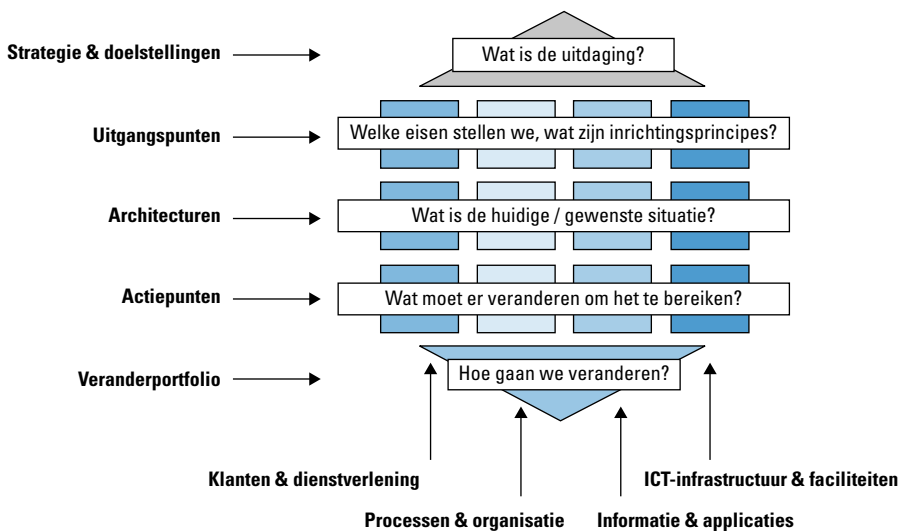 Strategie & doelstellingen
Wat is de uitdaging?
Uitgangspunten
Welke eisen stellen we, wat zijn inrichtingsprincipes?
Architecturen
Wat is de huidige / gewenste situatie?
Actiepunten
Wat moet er veranderen om het te bereiken?
Veranderportfolio
Hoe gaan we veranderen?
Klanten & dienstverlening
ICT-infrastructuur & faciliteiten
Processen & organisatie
Informatie & applicaties